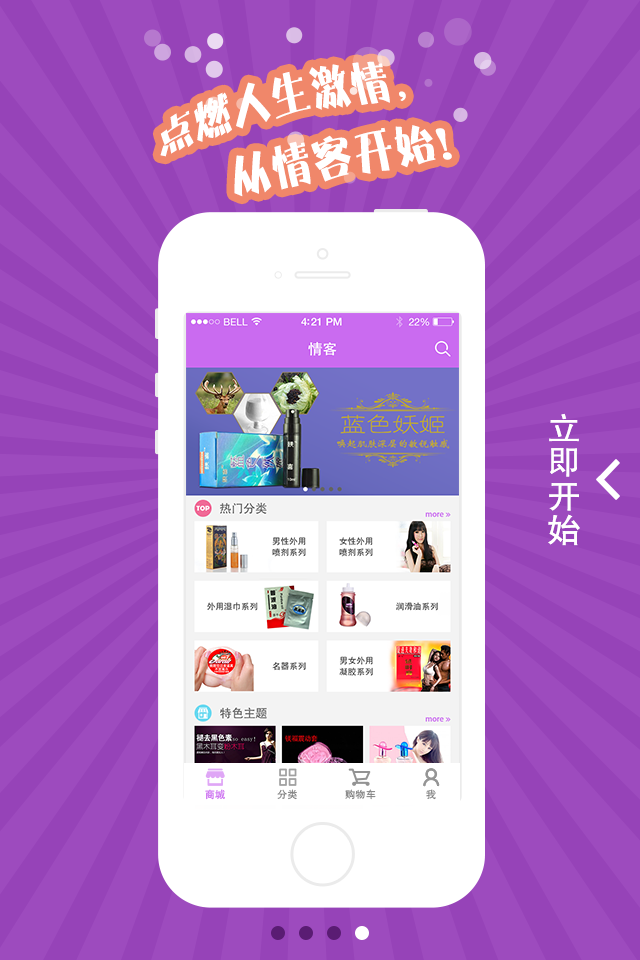 点燃人生激情,
从情客开始!
BELL
4:21 PM
22%
情客
蓝色妖姬
唤起肌肤深层的敏锐触感
TOP
热门分类
more »
男性外用
喷剂系列
女性外用
喷剂系列
外用湿巾系列
润滑油系列
名器系列
男女外用
凝胶系列
特色主题
more »
褪去黑色素so easy!
黑木耳变粉木耳
商城
分类
购物车
我
立即开始